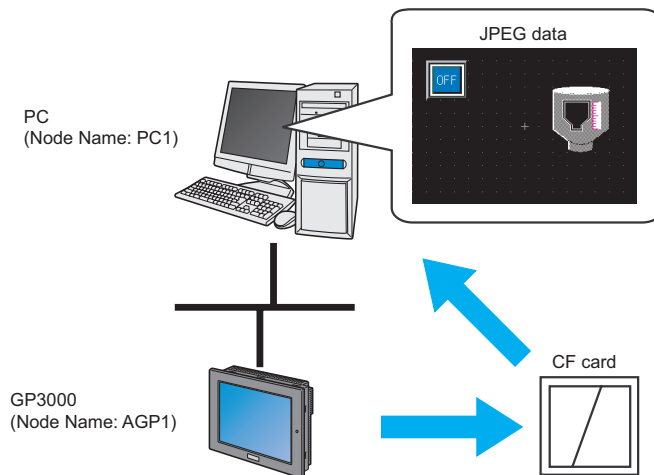 JPEG data
OFF
PC
(Node Name: PC1)
CF card
GP3000
(Node Name: AGP1)